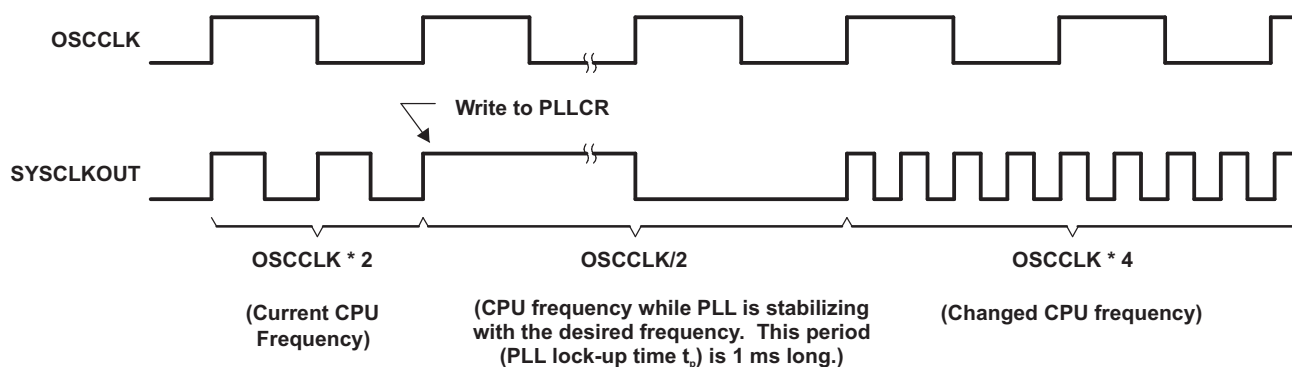 OSCCLK
Write to PLLCR
SYSCLKOUT
OSCCLK * 2
(Current CPU
Frequency)
OSCCLK/2
(CPU frequency while PLL is stabilizing
with the desired frequency. This period
(PLL lock-up time tp) is 1 ms long.)
OSCCLK * 4
(Changed CPU frequency)